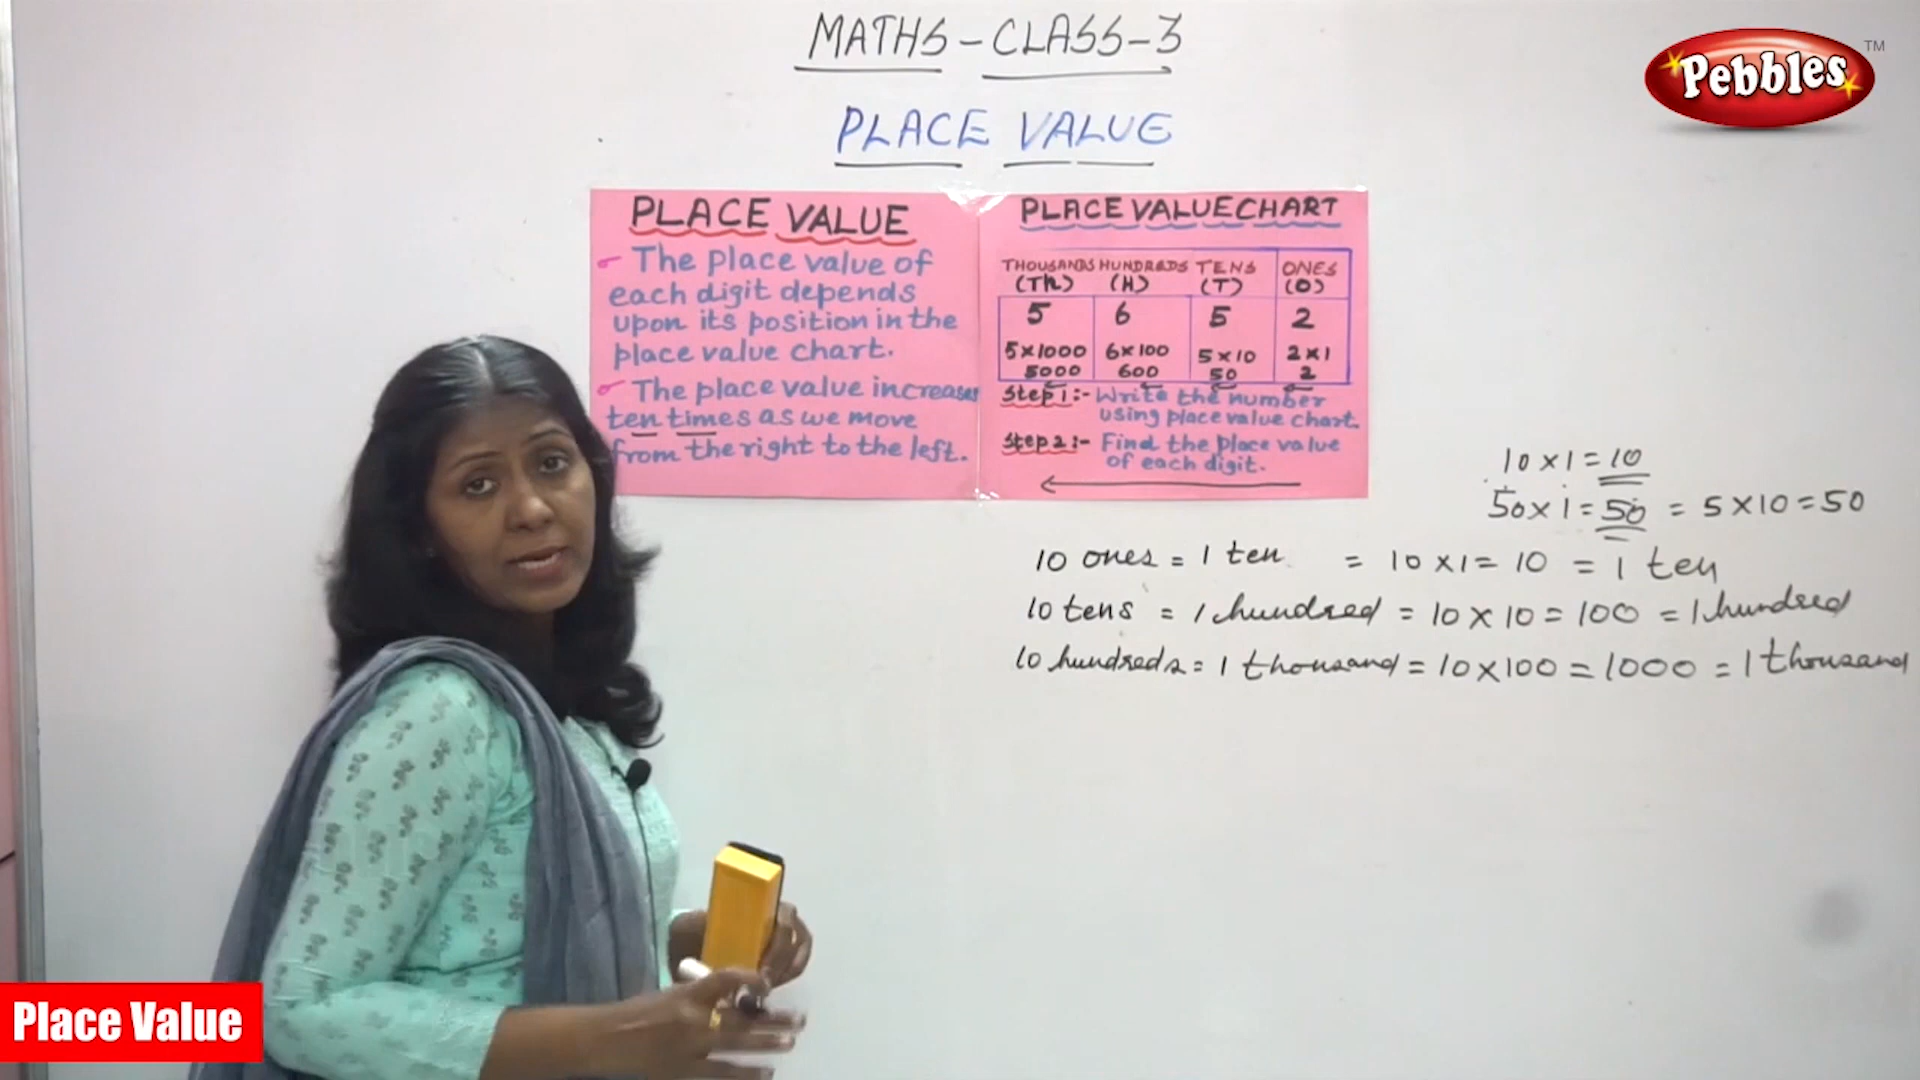 MATHS - CLASS - 3
Pebbles TM
PLACE VALUE
PLACE VALUE
The place value of
each digit depends
upon its position in the
place value chart.
The place value increases
ten times as we move
from the right to the left.
PLACE VALUE CHART
THOUSANDS HUNDREDS TENS ONES
(Th) (H) (T) (O)
5 6 5 2
5×1000 6×100 5×10 2×1
5000 600 50 2
Step 1:- Write the number
using place value chart.
Step 2:- Find the place value
of each digit.
10 × 1 = 10
50 × 1 = 50 = 5 × 10 = 50
10 ones = 1 ten = 10 × 1 = 10 = 1 ten
10 tens = 1 hundred = 10 × 10 = 100 = 1 hundred
10 hundreds = 1 thousand = 10 × 100 = 1000 = 1 thousand
Place Value